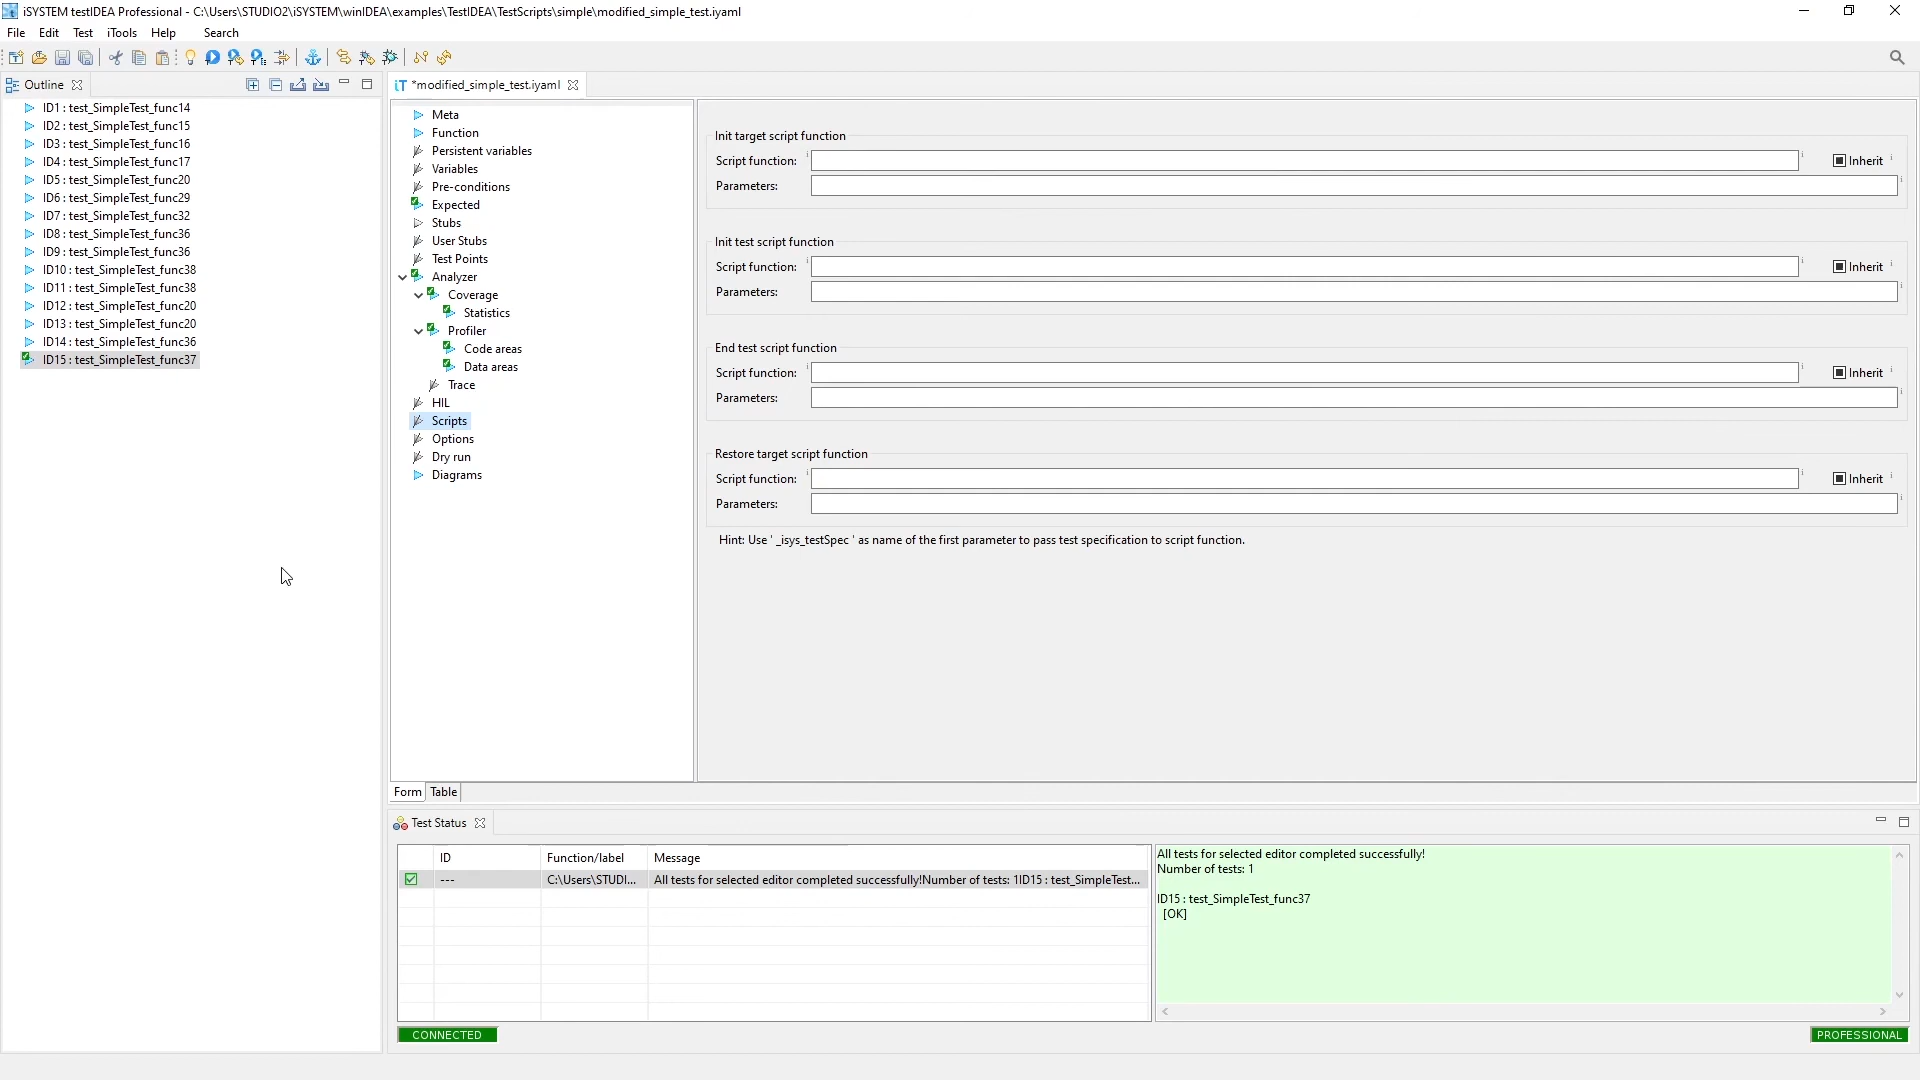 iSYSTEM testIDEA Professional - C:\Users\STUDIO2\iSYSTEM\winIDEA\examples\TestIDEA\TestScripts\simple\modified_simple_test.iyaml
File Edit Test iTools Help Search
Outline
ID1 : test_SimpleTest_func14
ID2 : test_SimpleTest_func15
ID3 : test_SimpleTest_func16
ID4 : test_SimpleTest_func17
ID5 : test_SimpleTest_func20
ID6 : test_SimpleTest_func29
ID7 : test_SimpleTest_func32
ID8 : test_SimpleTest_func36
ID9 : test_SimpleTest_func36
ID10 : test_SimpleTest_func38
ID11 : test_SimpleTest_func38
ID12 : test_SimpleTest_func20
ID13 : test_SimpleTest_func20
ID14 : test_SimpleTest_func36
ID15 : test_SimpleTest_func37
iT *modified_simple_test.iyaml
Meta
Function
Persistent variables
Variables
Pre-conditions
Expected
Stubs
User Stubs
Test Points
Analyzer
Coverage
Statistics
Profiler
Code areas
Data areas
Trace
HIL
Scripts
Options
Dry run
Diagrams
Init target script function
Script function: Inherit
Parameters:
Init test script function
Script function: Inherit
Parameters:
End test script function
Script function: Inherit
Parameters:
Restore target script function
Script function: Inherit
Parameters:
Hint: Use ' _isys_testSpec ' as name of the first parameter to pass test specification to script function.
Form Table
Test Status
ID Function/label Message
--- C:\Users\STUDI... All tests for selected editor completed successfully!Number of tests: 1ID15 : test_SimpleTest...
All tests for selected editor completed successfully!
Number of tests: 1
ID15 : test_SimpleTest_func37
[OK]
CONNECTED
PROFESSIONAL